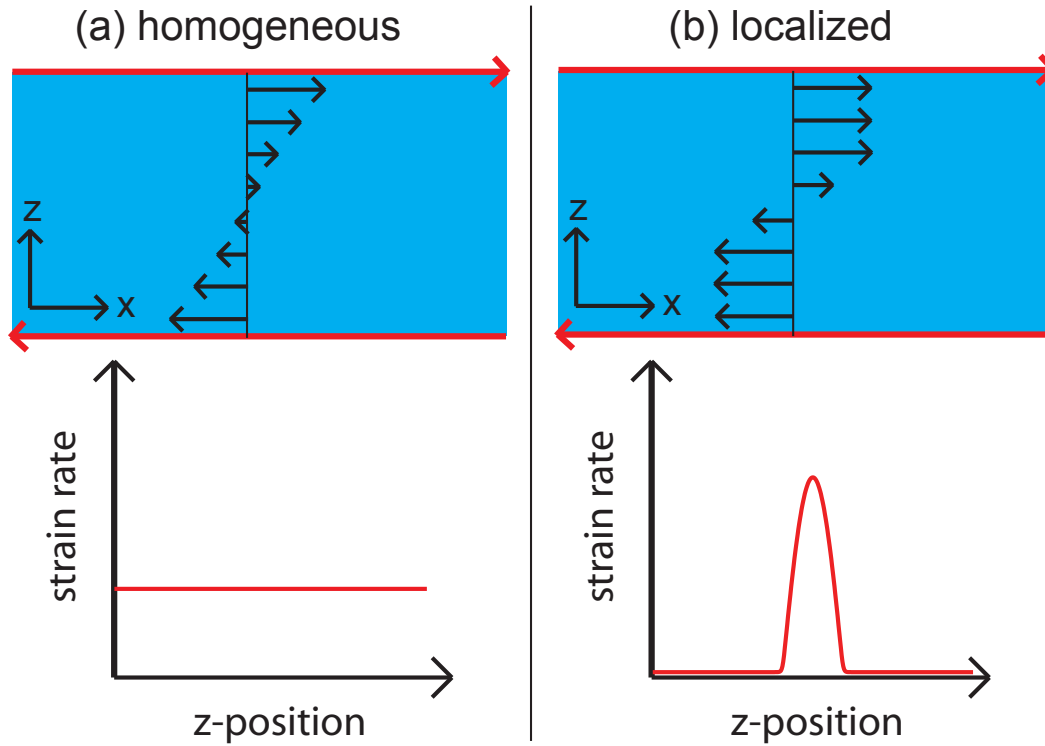 (a) homogeneous
z
x
strain rate
z-position
(b) localized
z
x
strain rate
z-position